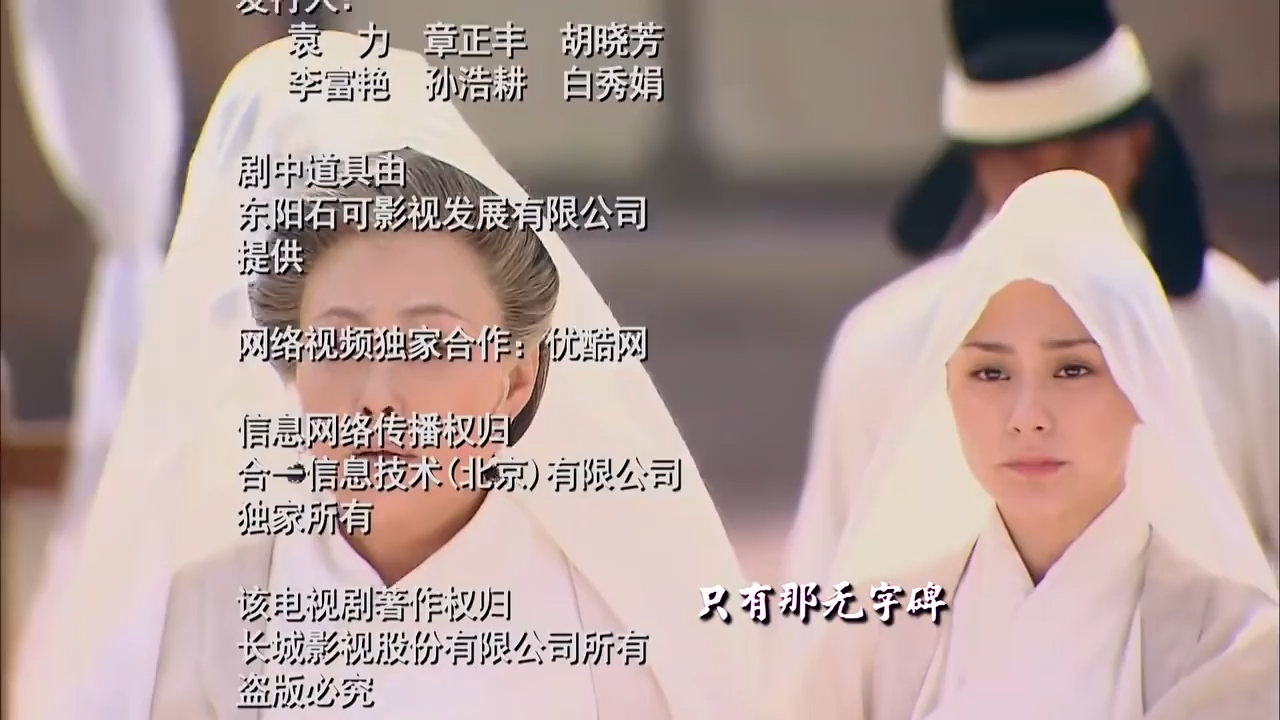 发行人：
袁　力　章正丰　胡晓芳
李富艳　孙浩耕　白秀娟
剧中道具由
东阳石可影视发展有限公司
提供
网络视频独家合作：优酷网
信息网络传播权归
合一信息技术(北京)有限公司
独家所有
该电视剧著作权归
长城影视股份有限公司所有
盗版必究
只有那无字碑